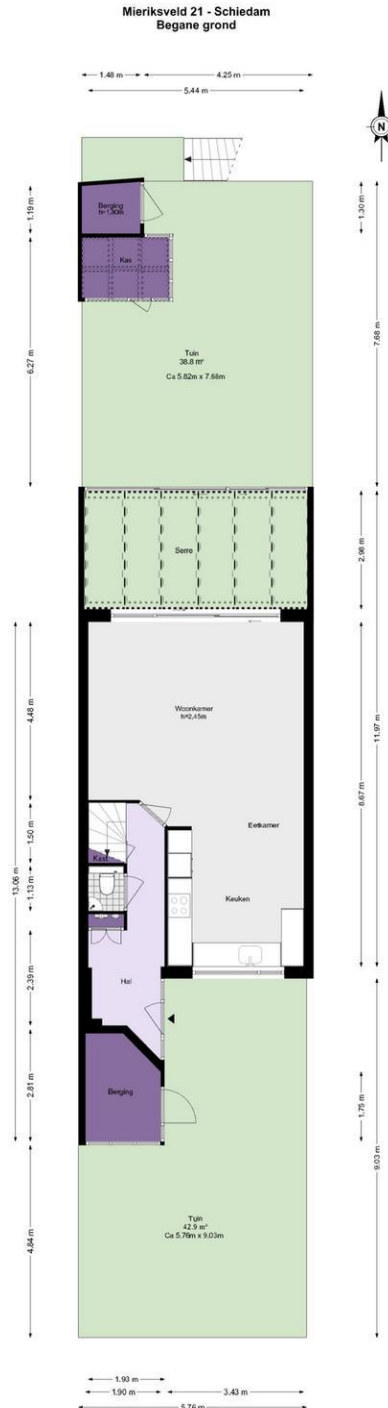 Mieriksveld 21 - Schiedam
Begane grond
1.48 m
4.25 m
5.44 m
N
Berging
h=1.80m
1.19 m
1.30 m
Kas
6.27 m
7.68 m
Tuin
38.8 m²
Ca 5.82m x 7.68m
Serre
2.98 m
4.48 m
Woonkamer
h=2,45m
11.97 m
8.67 m
1.50 m
Eetkamer
Kast
13.06 m
1.13 m
Keuken
2.39 m
Hal
2.81 m
Berging
1.75 m
9.03 m
Tuin
42.9 m²
Ca 5.76m x 9.03m
4.84 m
1.93 m
1.90 m
3.43 m
5.76 m